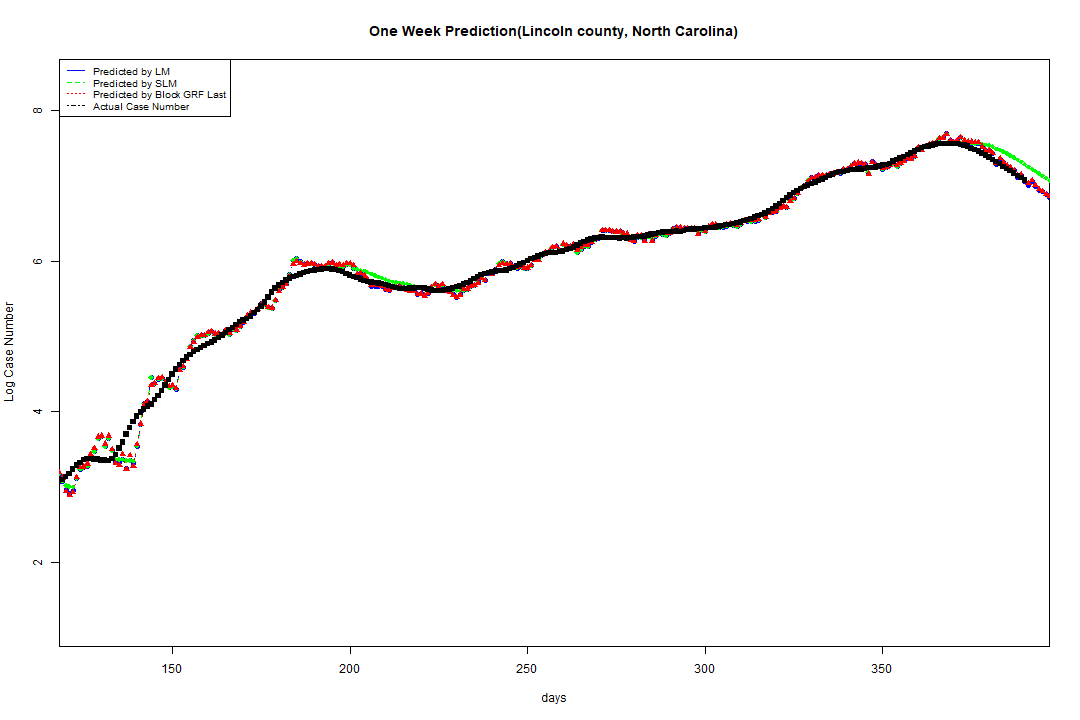 One Week Prediction(Lincoln county, North Carolina)
Predicted by LM
Predicted by SLM
Predicted by Block GRF Last
Actual Case Number
8
6
4
2
Log Case Number
150 200 250 300 350
days